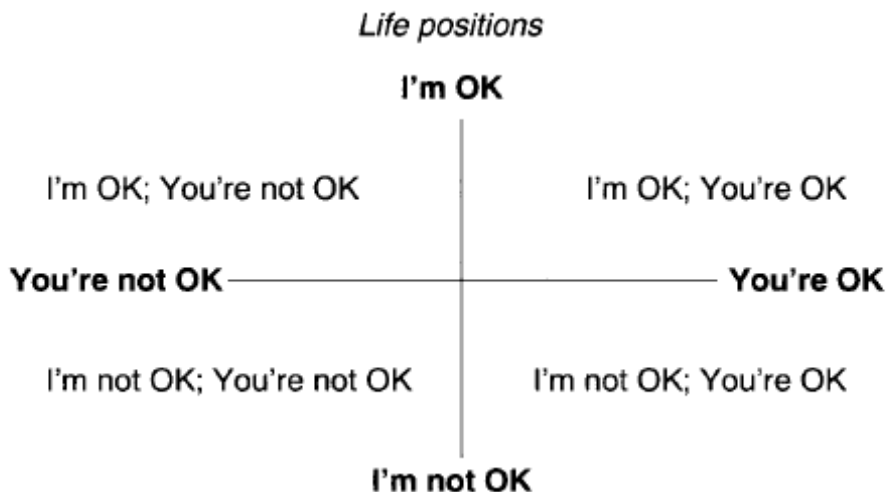 Life positions
I'm OK
I'm OK; You're not OK
I'm OK; You're OK
You're not OK
You're OK
I'm not OK; You're not OK
I'm not OK; You're OK
I'm not OK